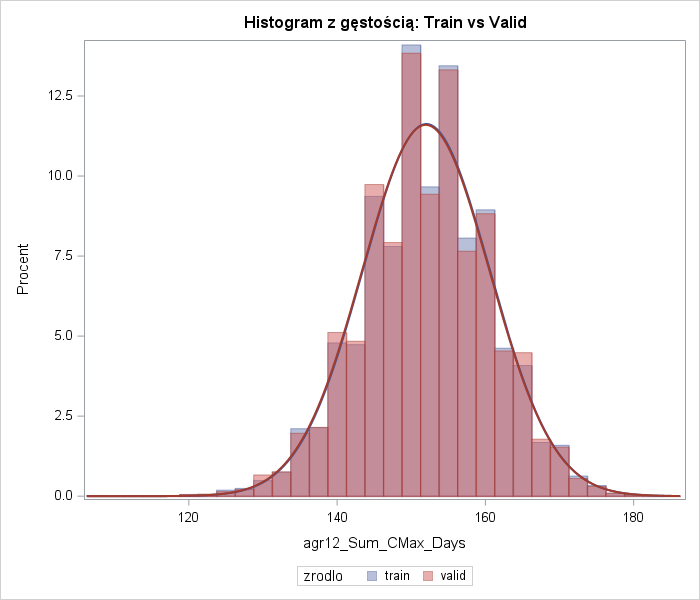 Histogram z gęstością: Train vs Valid
Procent
12.5
10.0
7.5
5.0
2.5
0.0
120 140 160 180
agr12_Sum_CMax_Days
zrodlo train valid